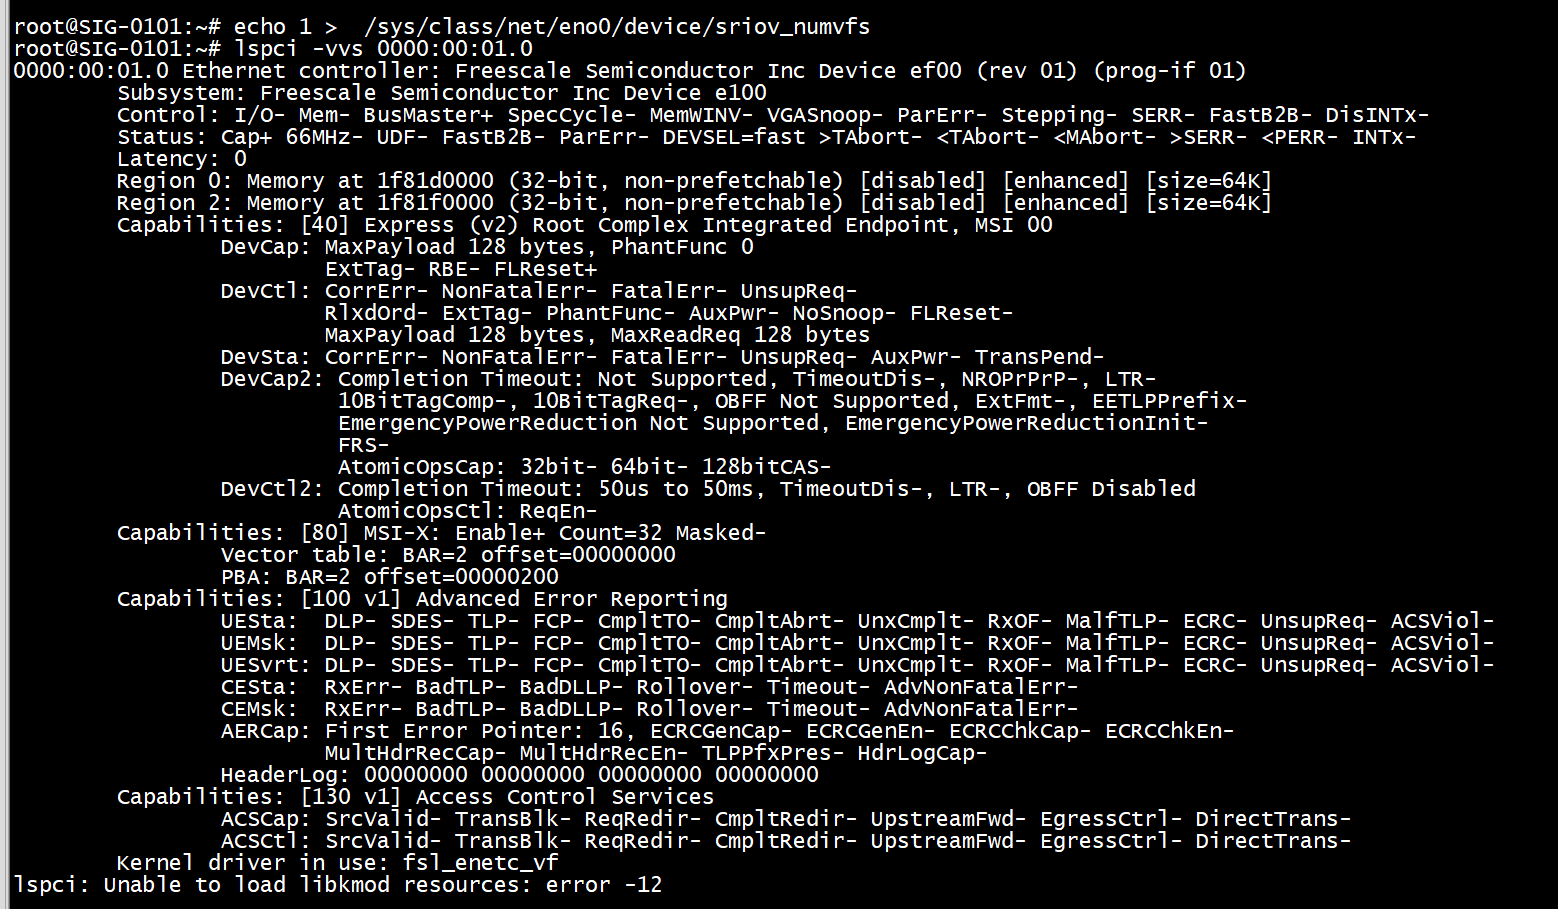 root@SIG-0101:~# echo 1 >  /sys/class/net/eno0/device/sriov_numvfs
root@SIG-0101:~# lspci -vvs 0000:00:01.0
0000:00:01.0 Ethernet controller: Freescale Semiconductor Inc Device ef00 (rev 01) (prog-if 01)
        Subsystem: Freescale Semiconductor Inc Device e100
        Control: I/O- Mem- BusMaster+ SpecCycle- MemWINV- VGASnoop- ParErr- Stepping- SERR- FastB2B- DisINTx-
        Status: Cap+ 66MHz- UDF- FastB2B- ParErr- DEVSEL=fast >TAbort- <TAbort- <MAbort- >SERR- <PERR- INTx-
        Latency: 0
        Region 0: Memory at 1f81d0000 (32-bit, non-prefetchable) [disabled] [enhanced] [size=64K]
        Region 2: Memory at 1f81f0000 (32-bit, non-prefetchable) [disabled] [enhanced] [size=64K]
        Capabilities: [40] Express (v2) Root Complex Integrated Endpoint, MSI 00
                DevCap: MaxPayload 128 bytes, PhantFunc 0
                        ExtTag- RBE- FLReset+
                DevCtl: CorrErr- NonFatalErr- FatalErr- UnsupReq-
                        RlxdOrd- ExtTag- PhantFunc- AuxPwr- NoSnoop- FLReset-
                        MaxPayload 128 bytes, MaxReadReq 128 bytes
                DevSta: CorrErr- NonFatalErr- FatalErr- UnsupReq- AuxPwr- TransPend-
                DevCap2: Completion Timeout: Not Supported, TimeoutDis-, NROPrPrP-, LTR-
                         10BitTagComp-, 10BitTagReq-, OBFF Not Supported, ExtFmt-, EETLPPrefix-
                         EmergencyPowerReduction Not Supported, EmergencyPowerReductionInit-
                         FRS-
                         AtomicOpsCap: 32bit- 64bit- 128bitCAS-
                DevCtl2: Completion Timeout: 50us to 50ms, TimeoutDis-, LTR-, OBFF Disabled
                         AtomicOpsCtl: ReqEn-
        Capabilities: [80] MSI-X: Enable+ Count=32 Masked-
                Vector table: BAR=2 offset=00000000
                PBA: BAR=2 offset=00000200
        Capabilities: [100 v1] Advanced Error Reporting
                UESta:  DLP- SDES- TLP- FCP- CmpltTO- CmpltAbrt- UnxCmplt- RxOF- MalfTLP- ECRC- UnsupReq- ACSViol-
                UEMsk:  DLP- SDES- TLP- FCP- CmpltTO- CmpltAbrt- UnxCmplt- RxOF- MalfTLP- ECRC- UnsupReq- ACSViol-
                UESvrt: DLP- SDES- TLP- FCP- CmpltTO- CmpltAbrt- UnxCmplt- RxOF- MalfTLP- ECRC- UnsupReq- ACSViol-
                CESta:  RxErr- BadTLP- BadDLLP- Rollover- Timeout- AdvNonFatalErr-
                CEMsk:  RxErr- BadTLP- BadDLLP- Rollover- Timeout- AdvNonFatalErr-
                AERCap: First Error Pointer: 16, ECRCGenCap- ECRCGenEn- ECRCChkCap- ECRCChkEn-
                        MultHdrRecCap- MultHdrRecEn- TLPPfxPres- HdrLogCap-
                HeaderLog: 00000000 00000000 00000000 00000000
        Capabilities: [130 v1] Access Control Services
                ACSCap: SrcValid- TransBlk- ReqRedir- CmpltRedir- UpstreamFwd- EgressCtrl- DirectTrans-
                ACSCtl: SrcValid- TransBlk- ReqRedir- CmpltRedir- UpstreamFwd- EgressCtrl- DirectTrans-
        Kernel driver in use: fsl_enetc_vf
lspci: Unable to load libkmod resources: error -12